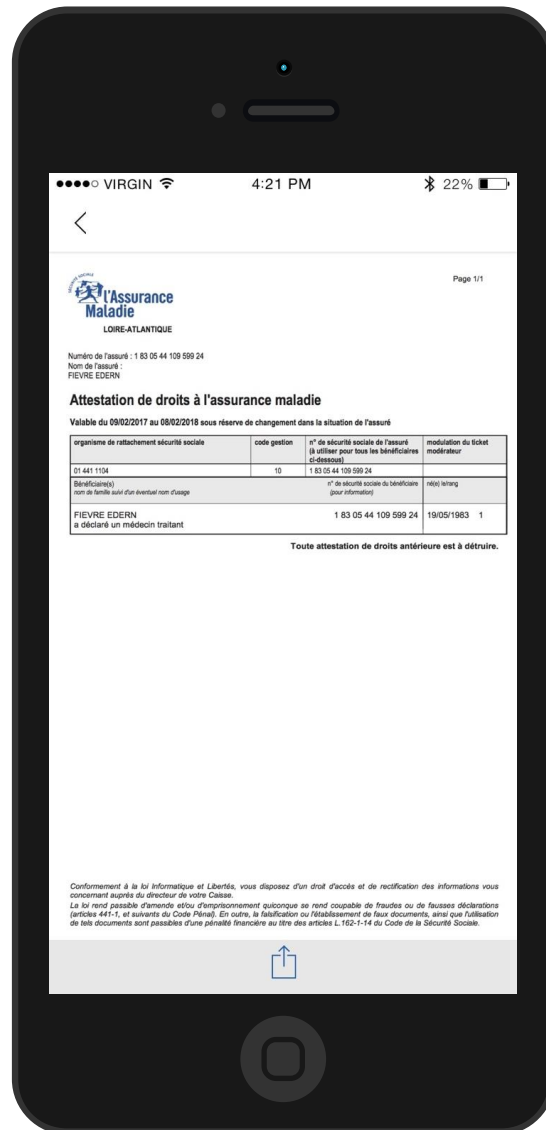 VIRGIN 4:21 PM 22%
Page 1/1
SÉCURITÉ SOCIALE
l'Assurance
Maladie
LOIRE-ATLANTIQUE
Numéro de l'assuré : 1 83 05 44 109 599 24
Nom de l'assuré :
FIEVRE EDERN
Attestation de droits à l'assurance maladie
Valable du 09/02/2017 au 08/02/2018 sous réserve de changement dans la situation de l'assuré
organisme de rattachement sécurité sociale code gestion n° de sécurité sociale de l'assuré modulation du ticket
(à utiliser pour tous les bénéficiaires modérateur
ci-dessous)
01 441 1104 10 1 83 05 44 109 599 24
Bénéficiaire(s) n° de sécurité sociale du bénéficiaire né(e) le/rang
nom de famille suivi d'un éventuel nom d'usage (pour information)
FIEVRE EDERN 1 83 05 44 109 599 24 19/05/1983 1
a déclaré un médecin traitant
Toute attestation de droits antérieure est à détruire.
Conformement à la loi Informatique et Libertés, vous disposez d'un droit d'accès et de rectification des informations vous
concernant auprés du directeur de votre Caisse.
La loi rend passible d'amende et/ou d'emprisonnement quiconque se rend coupable de fraudes ou de fausses déclarations
(articles 441-1, et suivants du Code Pénal). En outre, la falsification ou l'établissement de faux documents, ainsi que l'utilisation
de tels documents sont passibles d'une pénalité financière au titre des articles L.162-1-14 du Code de la Sécurité Sociale.